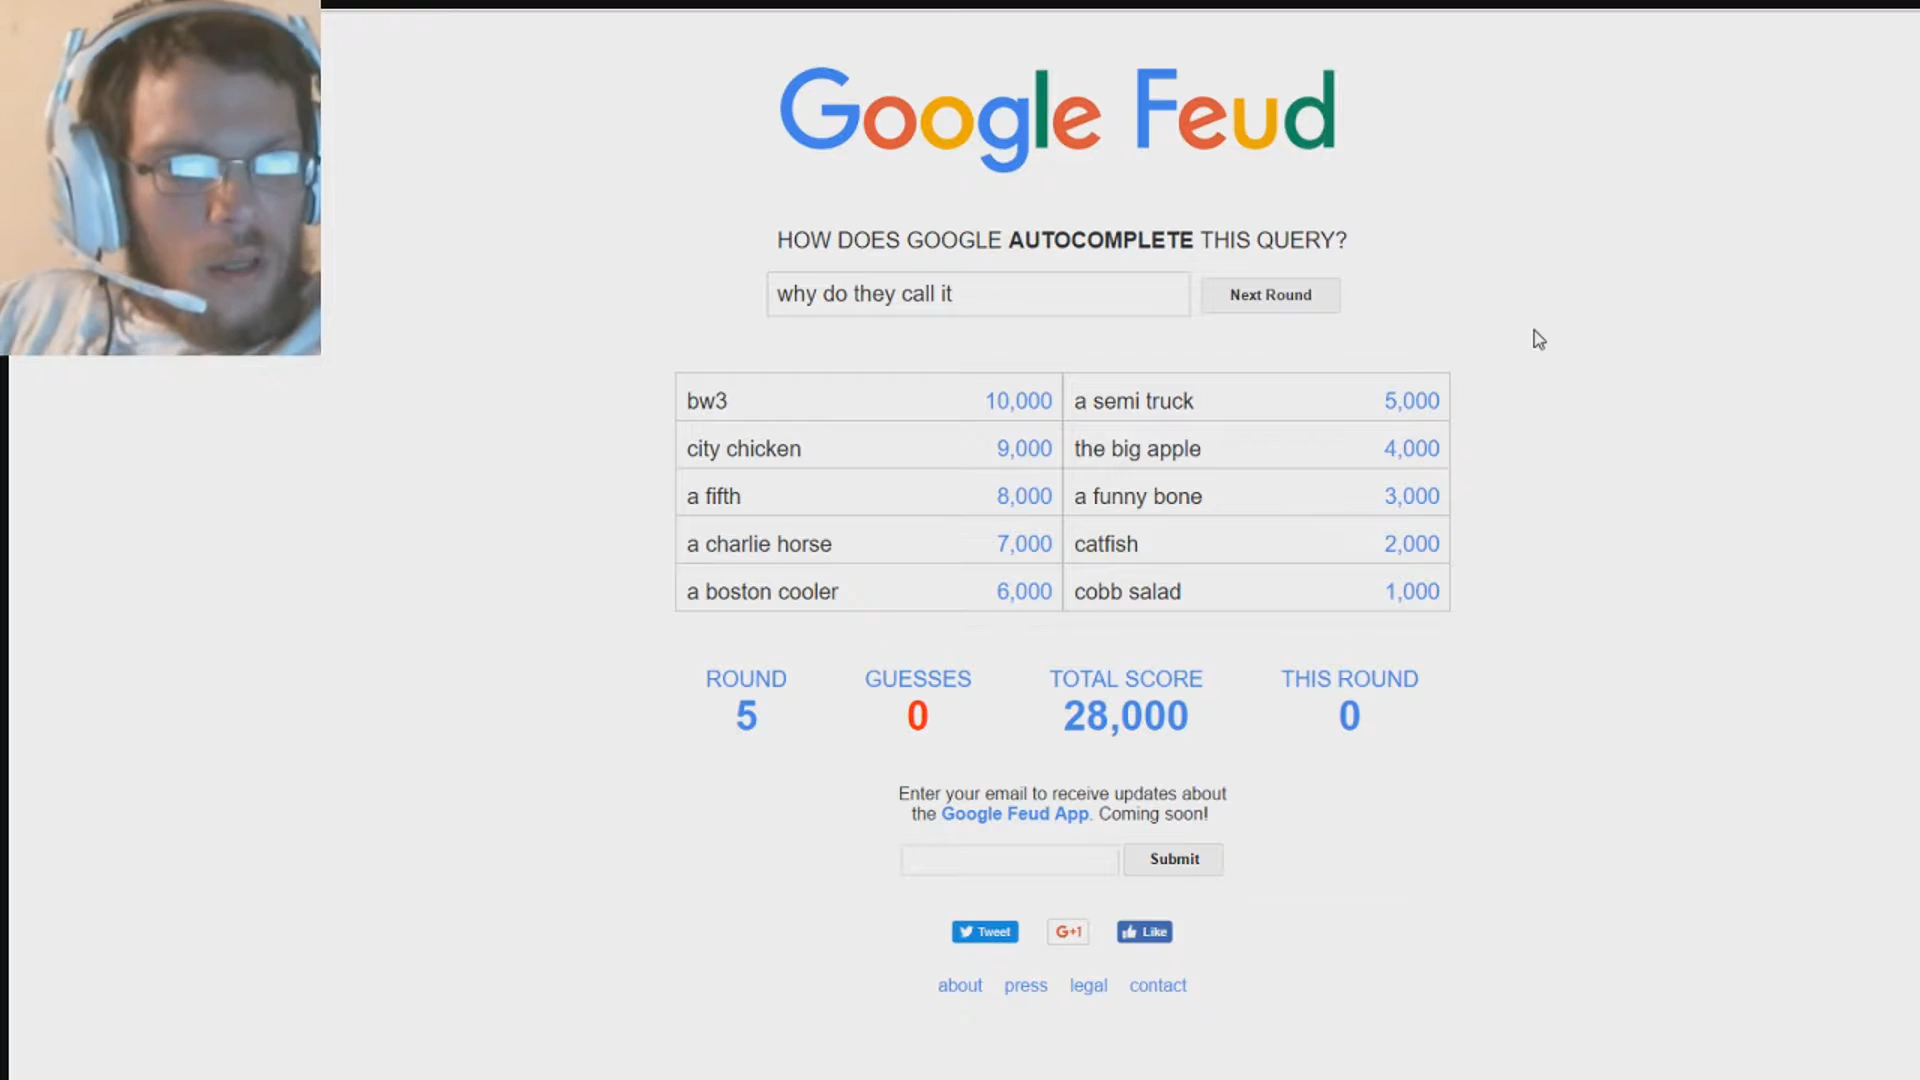 Google Feud
HOW DOES GOOGLE AUTOCOMPLETE THIS QUERY?
why do they call it
Next Round
bw3 10,000 a semi truck 5,000
city chicken 9,000 the big apple 4,000
a fifth 8,000 a funny bone 3,000
a charlie horse 7,000 catfish 2,000
a boston cooler 6,000 cobb salad 1,000
ROUND GUESSES TOTAL SCORE THIS ROUND
5 0 28,000 0
Enter your email to receive updates about
the Google Feud App. Coming soon!
Submit
Tweet G+1 Like
about press legal contact